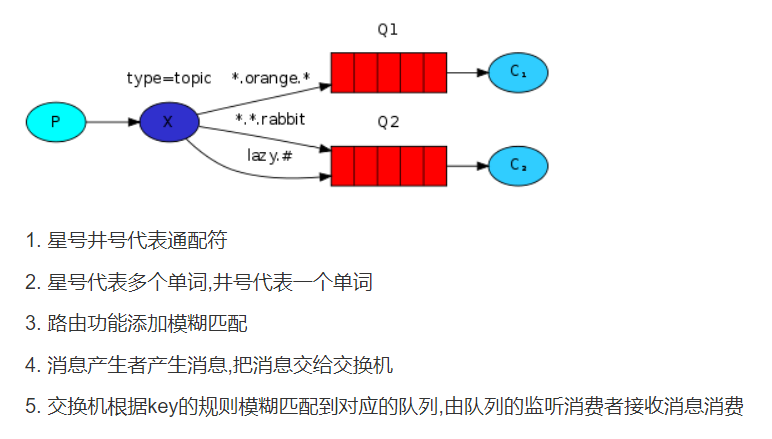 Q1
type=topic *.orange.* C₁
P X *.*.rabbit Q2
lazy.# C₂
1. 星号井号代表通配符
2. 星号代表多个单词,井号代表一个单词
3. 路由功能添加模糊匹配
4. 消息产生者产生消息,把消息交给交换机
5. 交换机根据key的规则模糊匹配到对应的队列,由队列的监听消费者接收消息消费